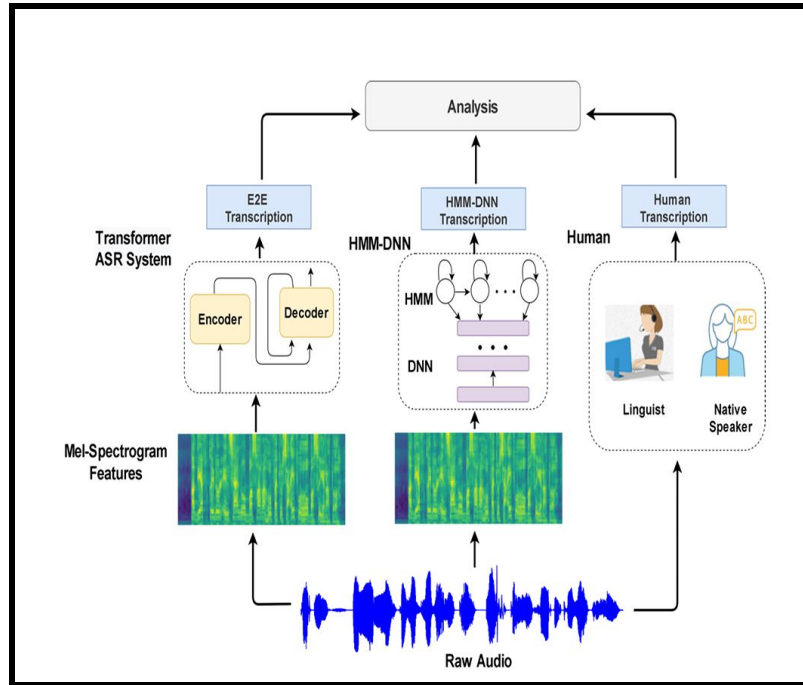 Analysis
E2E
Transcription
HMM-DNN
Transcription
Human
Transcription
Transformer
ASR System
HMM-DNN
Human
Encoder
Decoder
HMM
DNN
ABC
Linguist
Native
Speaker
Mel-Spectrogram
Features
Raw Audio